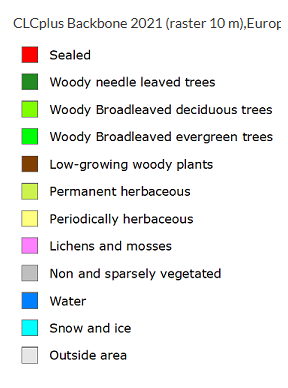 CLCplus Backbone 2021 (raster 10 m),Europ
Sealed
Woody needle leaved trees
Woody Broadleaved deciduous trees
Woody Broadleaved evergreen trees
Low-growing woody plants
Permanent herbaceous
Periodically herbaceous
Lichens and mosses
Non and sparsely vegetated
Water
Snow and ice
Outside area